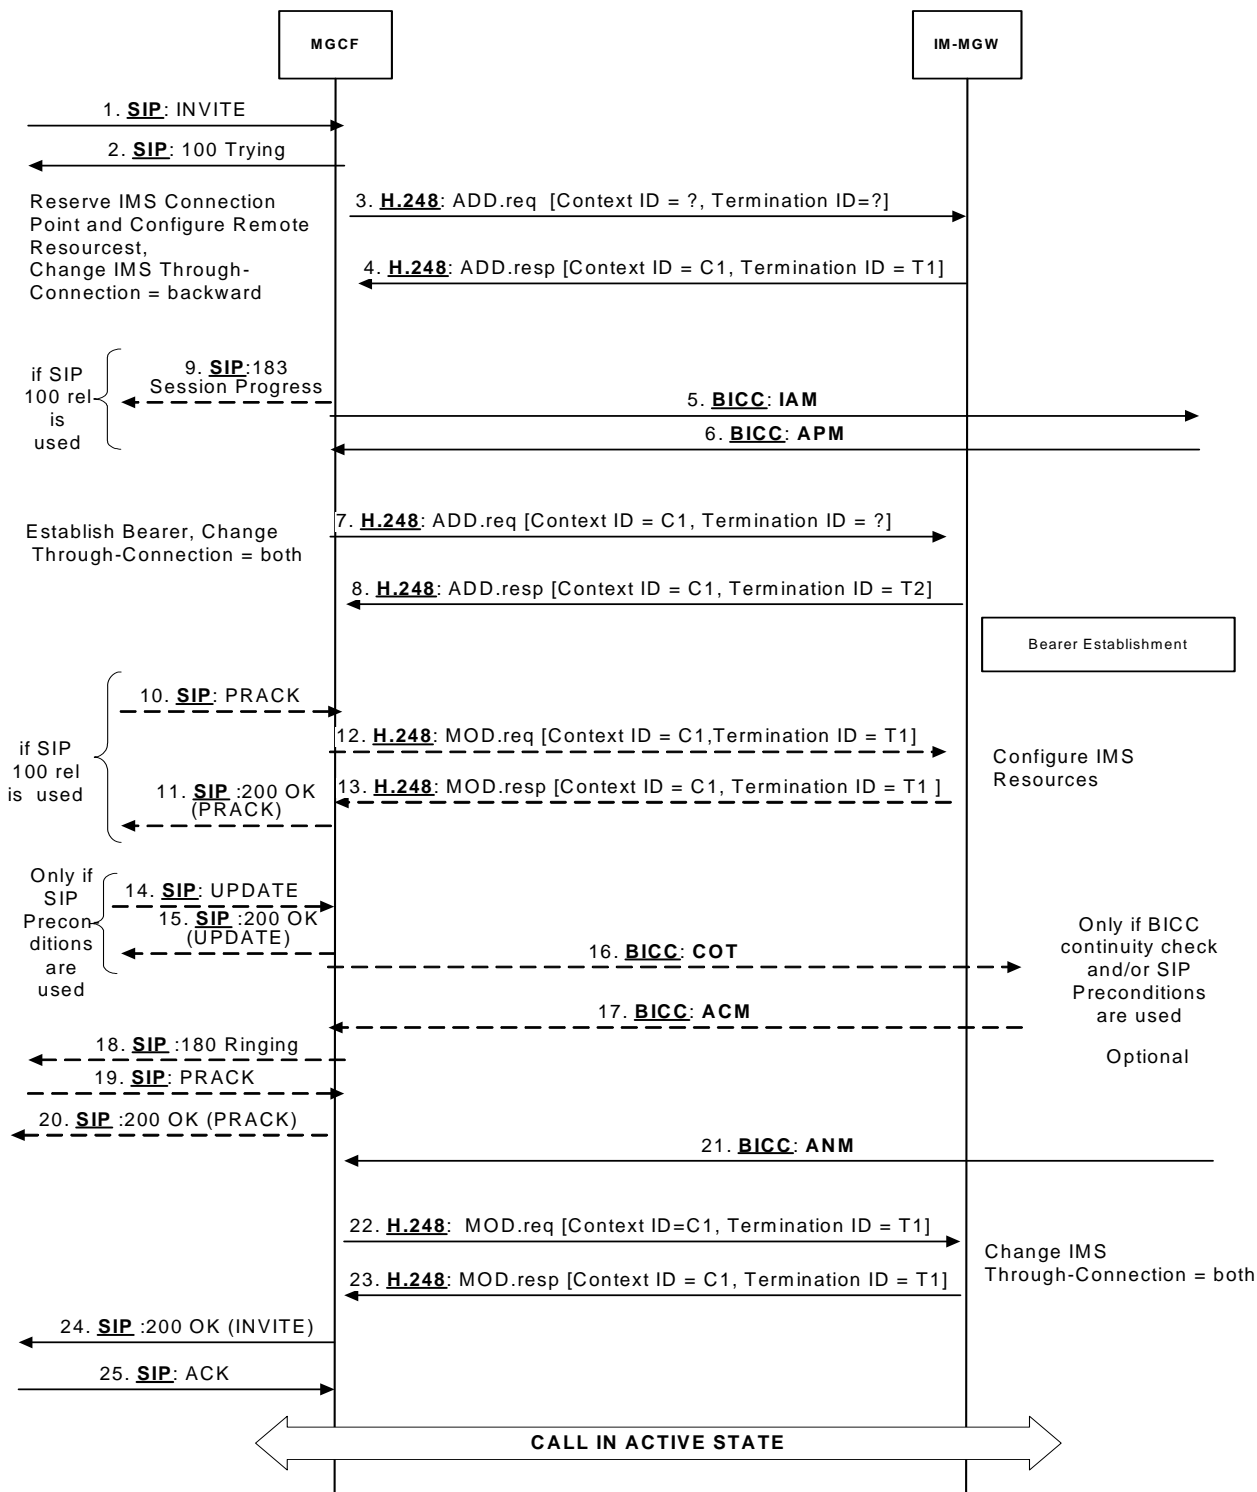 MGCF
IM-MGW
1. SIP: INVITE
2. SIP: 100 Trying
Reserve IMS Connection
Point and Configure Remote
Resourcest,
Change IMS Through-
Connection = backward
3. H.248: ADD.req [Context ID = ?, Termination ID=?]
4. H.248: ADD.resp [Context ID = C1, Termination ID = T1]
if SIP
100 rel
is
used
9. SIP:183
Session Progress
5. BICC: IAM
6. BICC: APM
Establish Bearer, Change
Through-Connection = both
7. H.248: ADD.req [Context ID = C1, Termination ID = ?]
8. H.248: ADD.resp [Context ID = C1, Termination ID = T2]
Bearer Establishment
if SIP
100 rel
is used
10. SIP: PRACK
12. H.248: MOD.req [Context ID = C1,Termination ID = T1]
13. H.248: MOD.resp [Context ID = C1, Termination ID = T1 ]
11. SIP :200 OK
(PRACK)
Configure IMS
Resources
Only if
SIP
Precon
ditions
are
used
14. SIP: UPDATE
15. SIP :200 OK
(UPDATE)
16. BICC: COT
17. BICC: ACM
Only if BICC
continuity check
and/or SIP
Preconditions
are used
Optional
18. SIP :180 Ringing
19. SIP: PRACK
20. SIP :200 OK (PRACK)
21. BICC: ANM
22. H.248: MOD.req [Context ID=C1, Termination ID = T1]
23. H.248: MOD.resp [Context ID = C1, Termination ID = T1]
Change IMS
Through-Connection = both
24. SIP :200 OK (INVITE)
25. SIP: ACK
CALL IN ACTIVE STATE